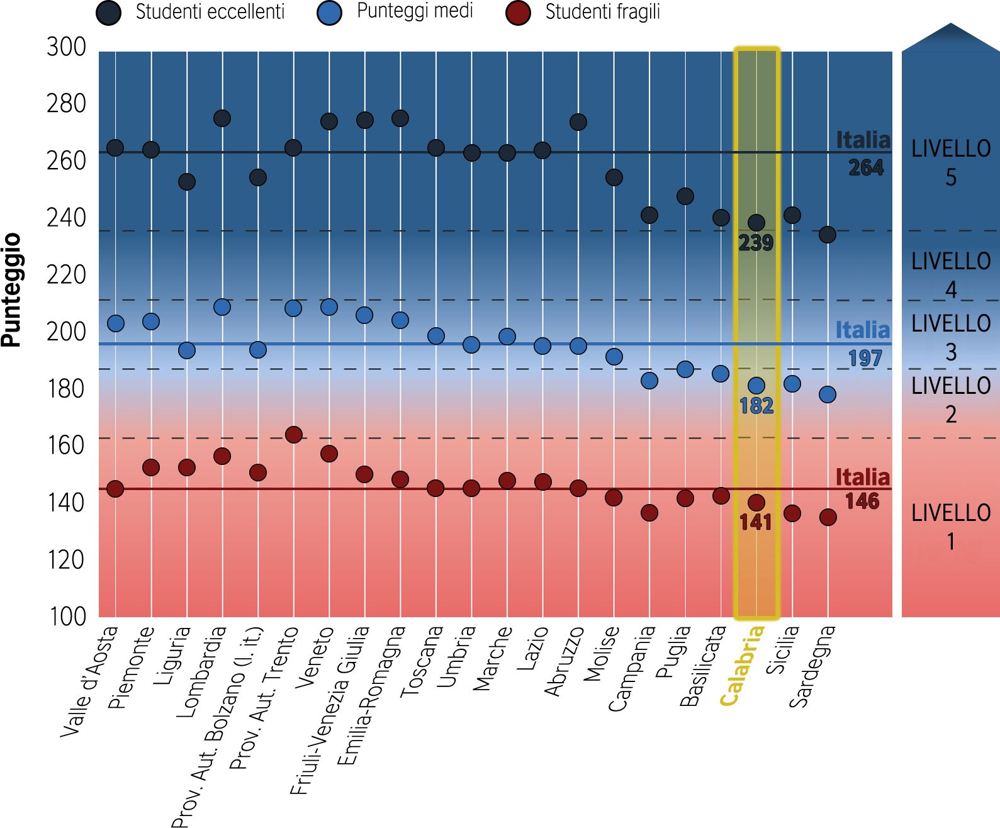 Studenti eccellenti
Punteggi medi
Studenti fragili
Punteggio
300
280
260
240
220
200
180
160
140
120
100
Italia
264
Italia
197
Italia
146
239
182
141
LIVELLO
5
LIVELLO
4
LIVELLO
3
LIVELLO
2
LIVELLO
1
Valle d'Aosta
Piemonte
Liguria
Lombardia
Prov. Aut. Bolzano (l. it.)
Prov. Aut. Trento
Veneto
Friuli-Venezia Giulia
Emilia-Romagna
Toscana
Umbria
Marche
Lazio
Abruzzo
Molise
Campania
Puglia
Basilicata
Calabria
Sicilia
Sardegna